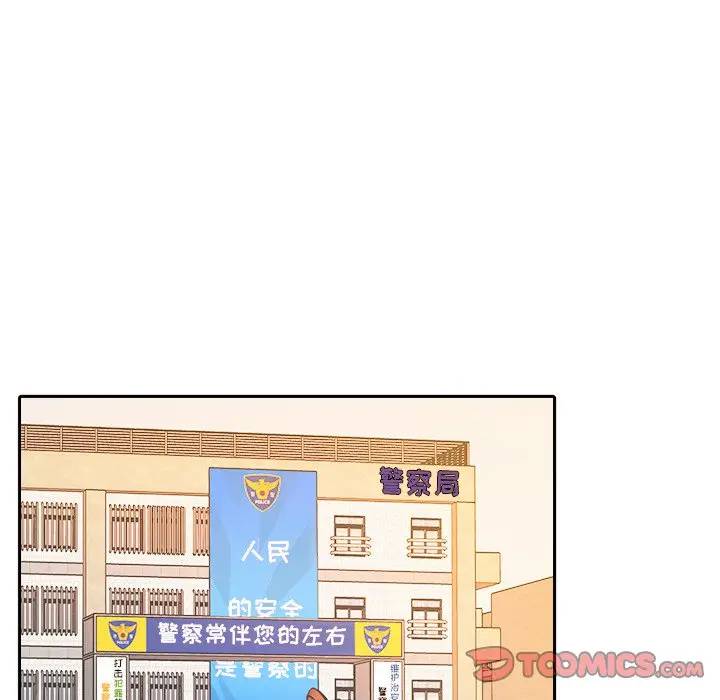 警察局
POLICE
人民
的安全
警察常伴您的左右
是警察的
打击犯罪
警察
维护治安
警察
TOOMICS.COM